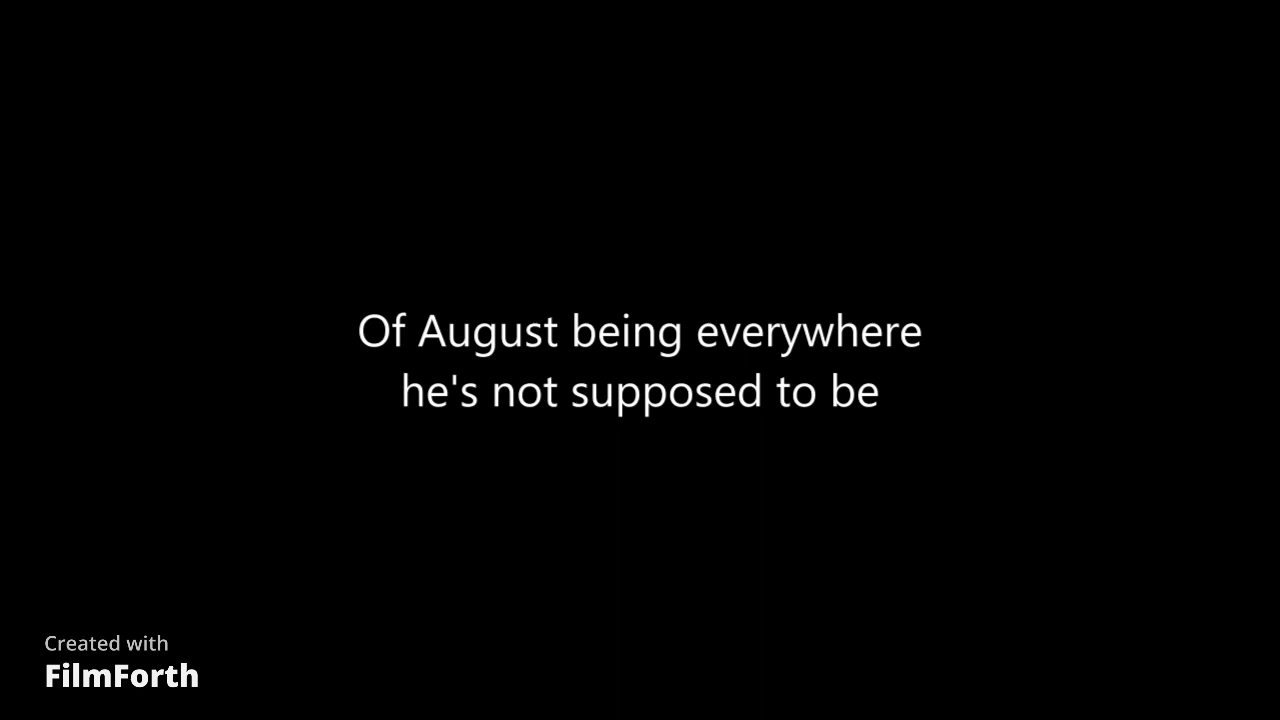 Of August being everywhere
he's not supposed to be
Created with
FilmForth